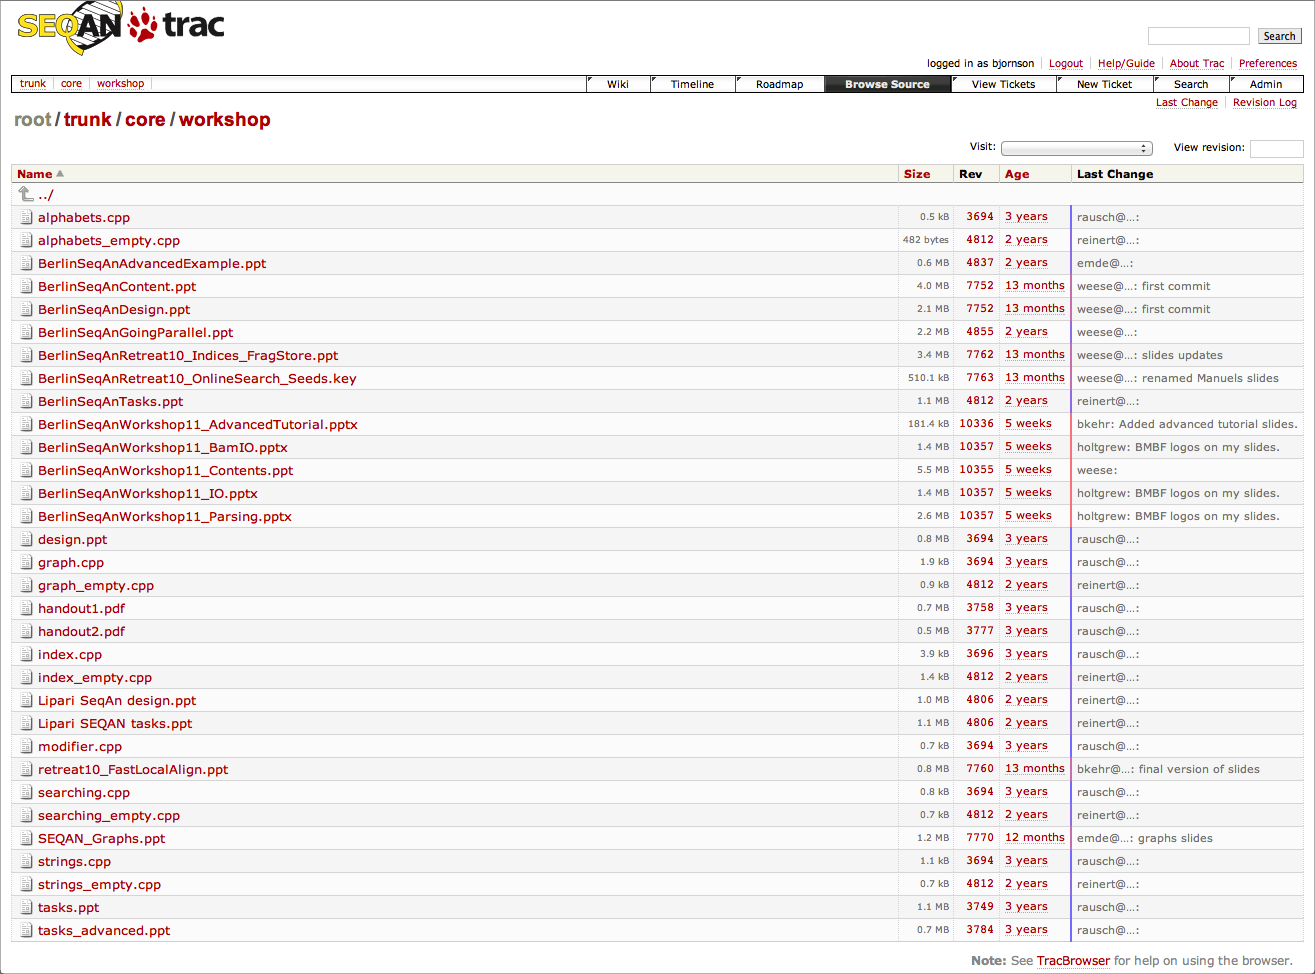 SEQAN trac
Search
logged in as bjornson Logout Help/Guide About Trac Preferences
trunk core workshop Wiki Timeline Roadmap Browse Source View Tickets New Ticket Search Admin
Last Change Revision Log
root / trunk / core / workshop
Visit: View revision:
Name Size Rev Age Last Change
../
alphabets.cpp 0.5 kB 3694 3 years rausch@…:
alphabets_empty.cpp 482 bytes 4812 2 years reinert@…:
BerlinSeqAnAdvancedExample.ppt 0.6 MB 4837 2 years emde@…:
BerlinSeqAnContent.ppt 4.0 MB 7752 13 months weese@…: first commit
BerlinSeqAnDesign.ppt 2.1 MB 7752 13 months weese@…: first commit
BerlinSeqAnGoingParallel.ppt 2.2 MB 4855 2 years weese@…:
BerlinSeqAnRetreat10_Indices_FragStore.ppt 3.4 MB 7762 13 months weese@…: slides updates
BerlinSeqAnRetreat10_OnlineSearch_Seeds.key 510.1 kB 7763 13 months weese@…: renamed Manuels slides
BerlinSeqAnTasks.ppt 1.1 MB 4812 2 years reinert@…:
BerlinSeqAnWorkshop11_AdvancedTutorial.pptx 181.4 kB 10336 5 weeks bkehr: Added advanced tutorial slides.
BerlinSeqAnWorkshop11_BamIO.pptx 1.4 MB 10357 5 weeks holtgrew: BMBF logos on my slides.
BerlinSeqAnWorkshop11_Contents.ppt 5.5 MB 10355 5 weeks weese:
BerlinSeqAnWorkshop11_IO.pptx 1.4 MB 10357 5 weeks holtgrew: BMBF logos on my slides.
BerlinSeqAnWorkshop11_Parsing.pptx 2.6 MB 10357 5 weeks holtgrew: BMBF logos on my slides.
design.ppt 0.8 MB 3694 3 years rausch@…:
graph.cpp 1.9 kB 3694 3 years rausch@…:
graph_empty.cpp 0.9 kB 4812 2 years reinert@…:
handout1.pdf 0.7 MB 3758 3 years rausch@…:
handout2.pdf 0.5 MB 3777 3 years rausch@…:
index.cpp 3.9 kB 3696 3 years rausch@…:
index_empty.cpp 1.4 kB 4812 2 years reinert@…:
Lipari SeqAn design.ppt 1.0 MB 4806 2 years reinert@…:
Lipari SEQAN tasks.ppt 1.1 MB 4806 2 years reinert@…:
modifier.cpp 0.7 kB 3694 3 years rausch@…:
retreat10_FastLocalAlign.ppt 0.8 MB 7760 13 months bkehr@…: final version of slides
searching.cpp 0.8 kB 3694 3 years rausch@…:
searching_empty.cpp 0.7 kB 4812 2 years reinert@…:
SEQAN_Graphs.ppt 1.2 MB 7770 12 months emde@…: graphs slides
strings.cpp 1.1 kB 3694 3 years rausch@…:
strings_empty.cpp 0.7 kB 4812 2 years reinert@…:
tasks.ppt 1.1 MB 3749 3 years rausch@…:
tasks_advanced.ppt 0.7 MB 3784 3 years rausch@…:
Note: See TracBrowser for help on using the browser.